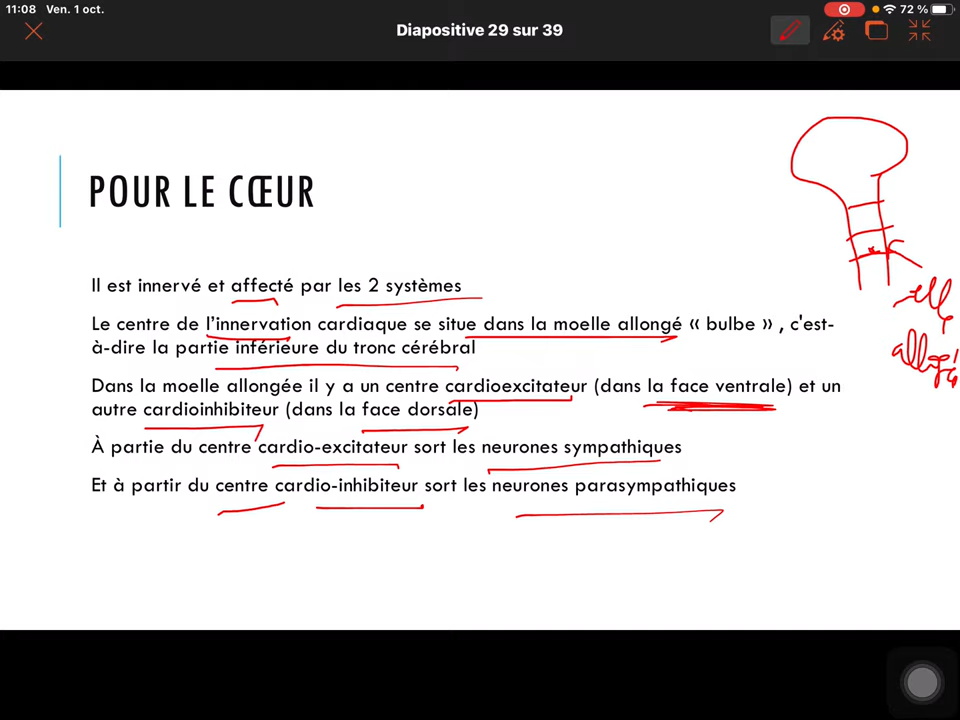 11:08 Ven. 1 oct.
72 %
Diapositive 29 sur 39
POUR LE CŒUR
Il est innervé et affecté par les 2 systèmes
Le centre de l'innervation cardiaque se situe dans la moelle allongé « bulbe » , c'est-
à-dire la partie inférieure du tronc cérébral
Dans la moelle allongée il y a un centre cardioexcitateur (dans la face ventrale) et un
autre cardioinhibiteur (dans la face dorsale)
À partie du centre cardio-excitateur sort les neurones sympathiques
Et à partir du centre cardio-inhibiteur sort les neurones parasympathiques